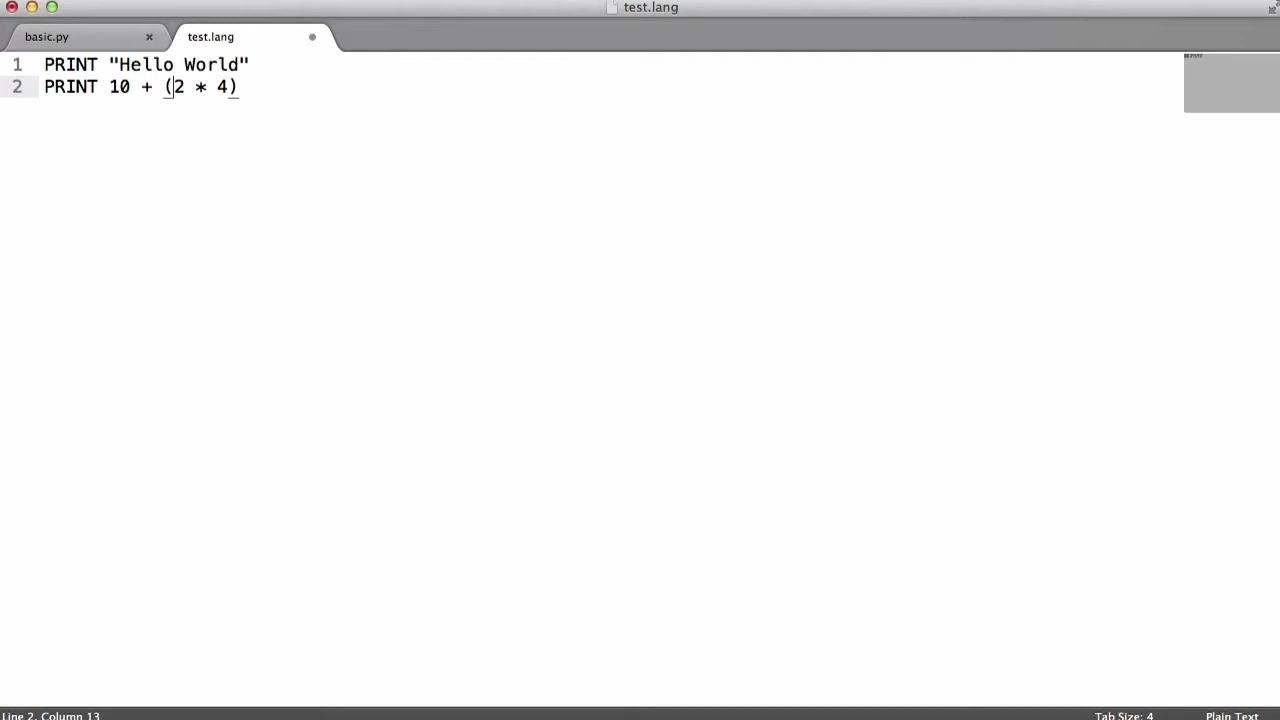 test.lang
basic.py
test.lang
1 PRINT "Hello World"
2 PRINT 10 + (2 * 4)
Line 2, Column 13
Tab Size: 4
Plain Text